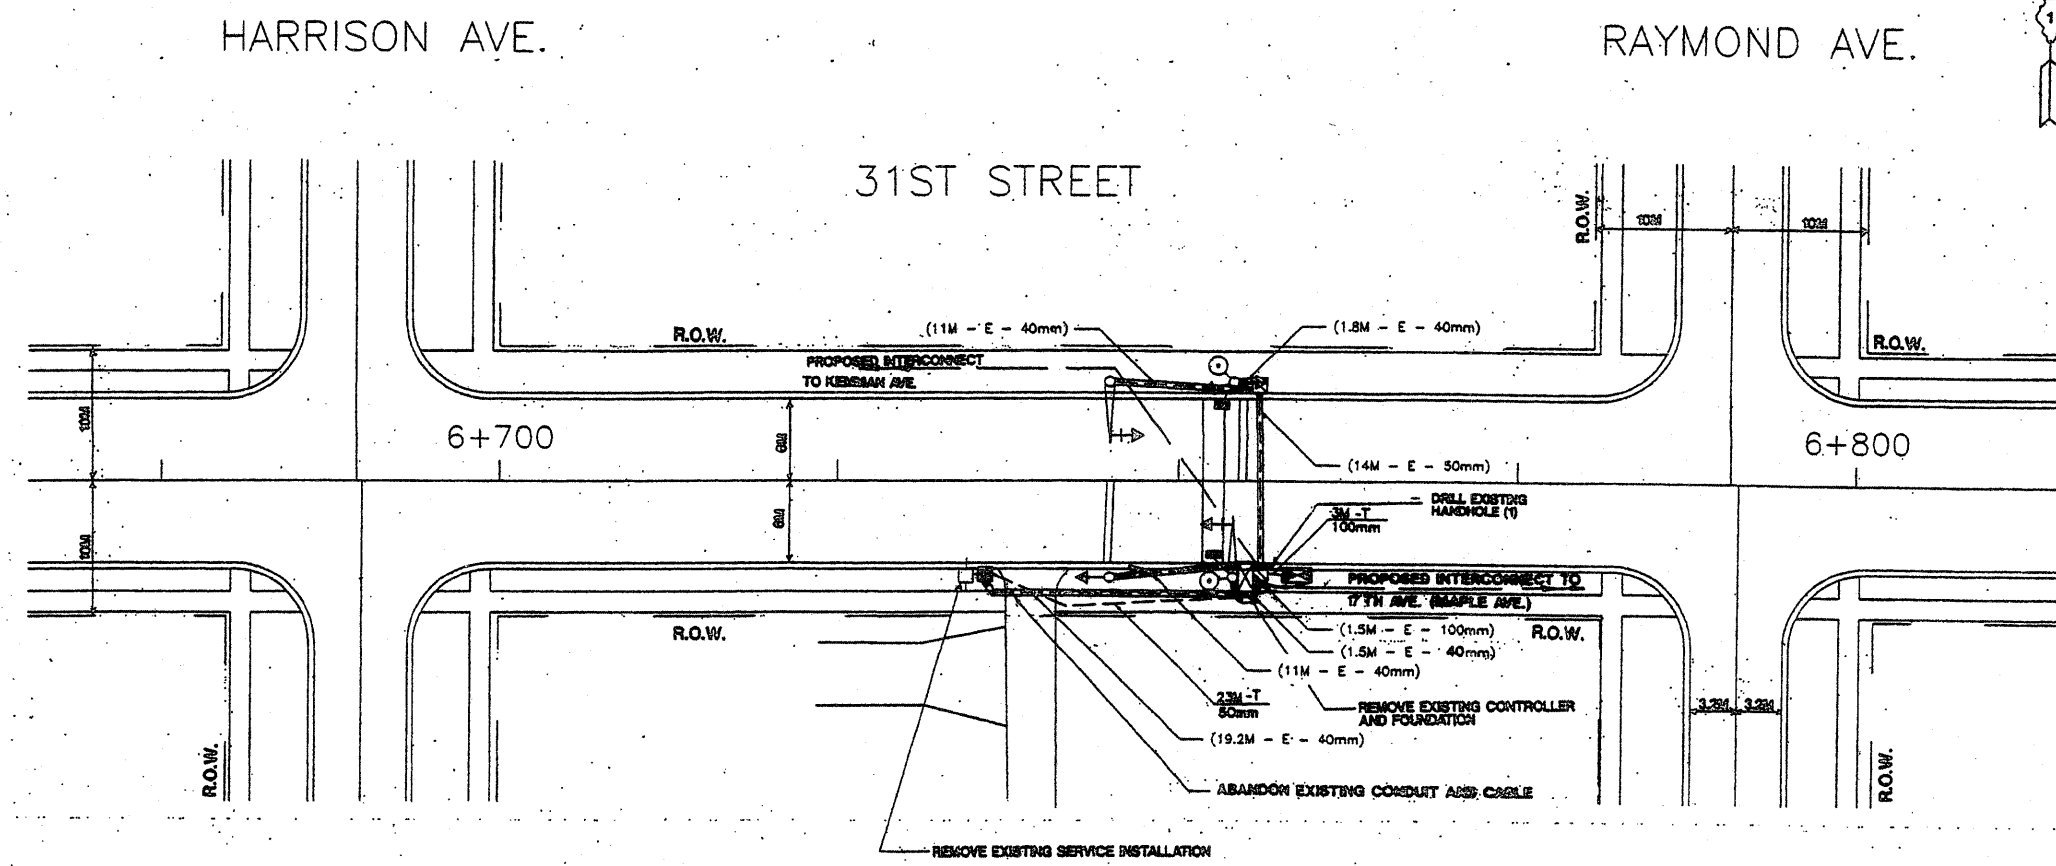 HARRISON AVE.
RAYMOND AVE.
1
31ST STREET
R.O.W.
10M
10M
R.O.W.
(11M - E - 40mm)
(1.8M - E - 40mm)
R.O.W.
PROPOSED INTERCONNECT
TO AVE.
10M
6+700
6+800
(14M - E - 50mm)
DRILL EXISTING
HANDHOLE (1)
3M -T
100mm
10M
PROPOSED INTERCONNECT TO
17TH AVE. (MAPLE AVE.)
R.O.W.
(1.5M - E - 100mm)
R.O.W.
(1.5M - E - 40mm)
(11M - E - 40mm)
23M -T
50mm
REMOVE EXISTING CONTROLLER
AND FOUNDATION
3.2M
3.2M
(19.2M - E - 40mm)
R.O.W.
R.O.W.
ABANDON EXISTING CONDUIT AND CABLE
REMOVE EXISTING SERVICE INSTALLATION